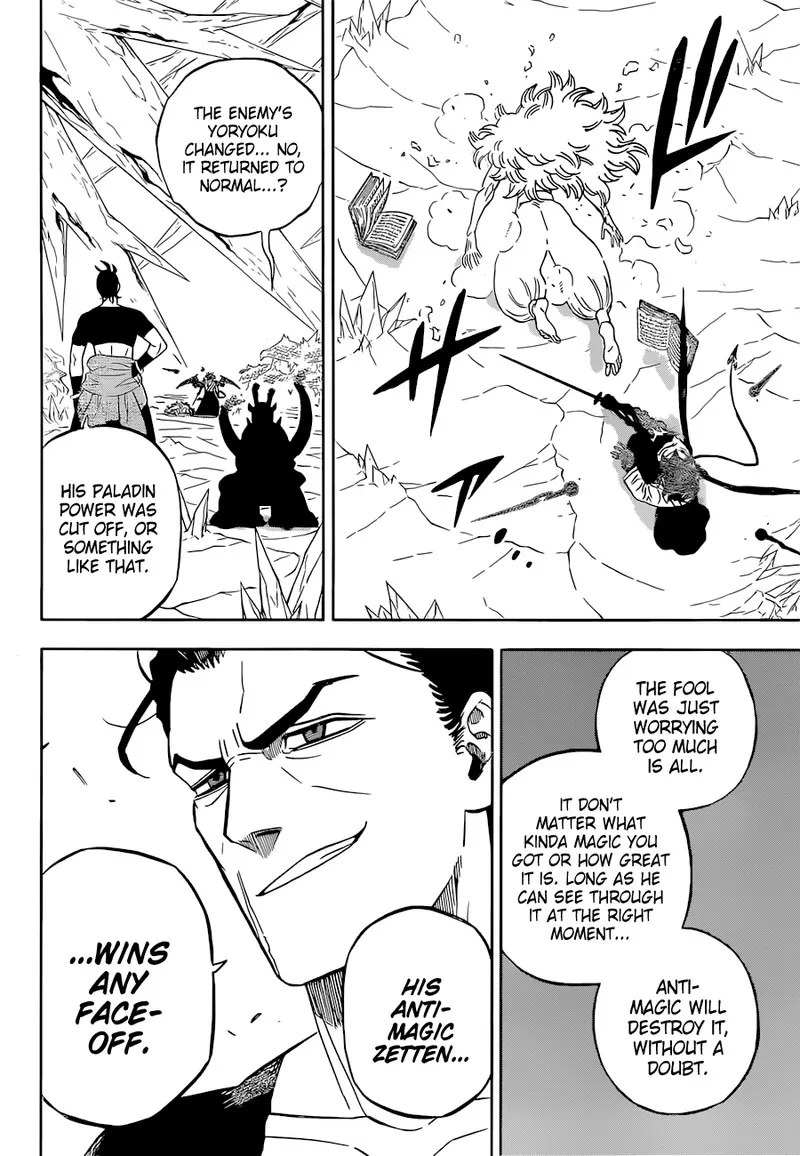 THE ENEMY'S
YORYOKU
CHANGED... NO,
IT RETURNED TO
NORMAL...?
HIS PALADIN
POWER WAS
CUT OFF, OR
SOMETHING
LIKE THAT.
THE FOOL
WAS JUST
WORRYING
TOO MUCH
IS ALL.
IT DON'T
MATTER WHAT
KINDA MAGIC YOU
GOT OR HOW GREAT
IT IS. LONG AS HE
CAN SEE THROUGH
IT AT THE RIGHT
MOMENT...
ANTI-
MAGIC WILL
DESTROY IT,
WITHOUT A
DOUBT.
HIS
ANTI-
MAGIC
ZETTEN...
...WINS
ANY
FACE-
OFF.